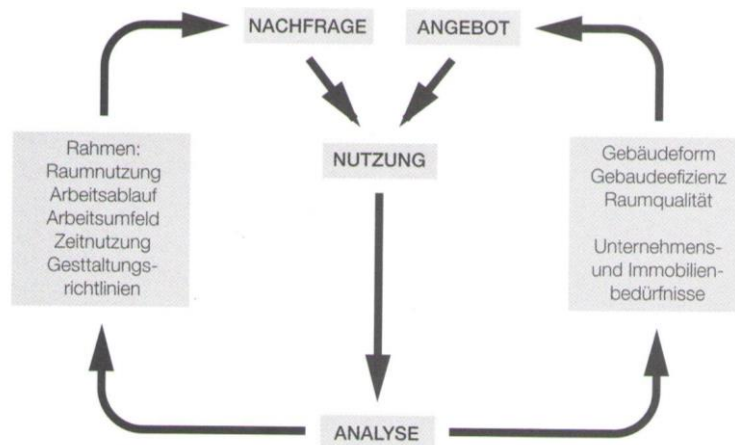 NACHFRAGE
ANGEBOT
NUTZUNG
Rahmen:
Raumnutzung
Arbeitsablauf
Arbeitsumfeld
Zeitnutzung
Gesttaltungs-
richtlinien
Gebäudeform
Gebaudeefizienz
Raumqualität
Unternehmens-
und Immobilien-
bedürfnisse
ANALYSE